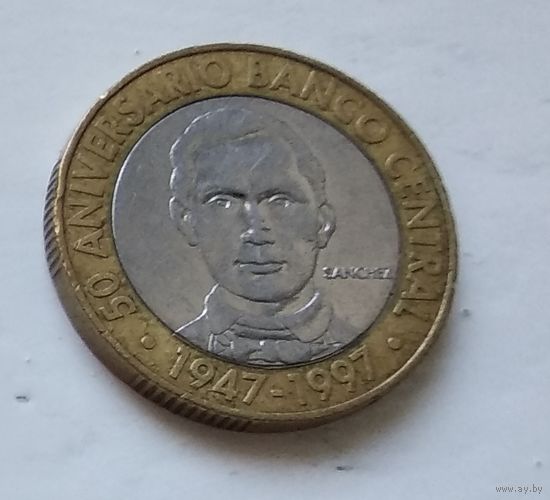 50 ANIVERSARIO BANCO CENTRAL
SANCHEZ
• 1947-1997 •
www.ay.by